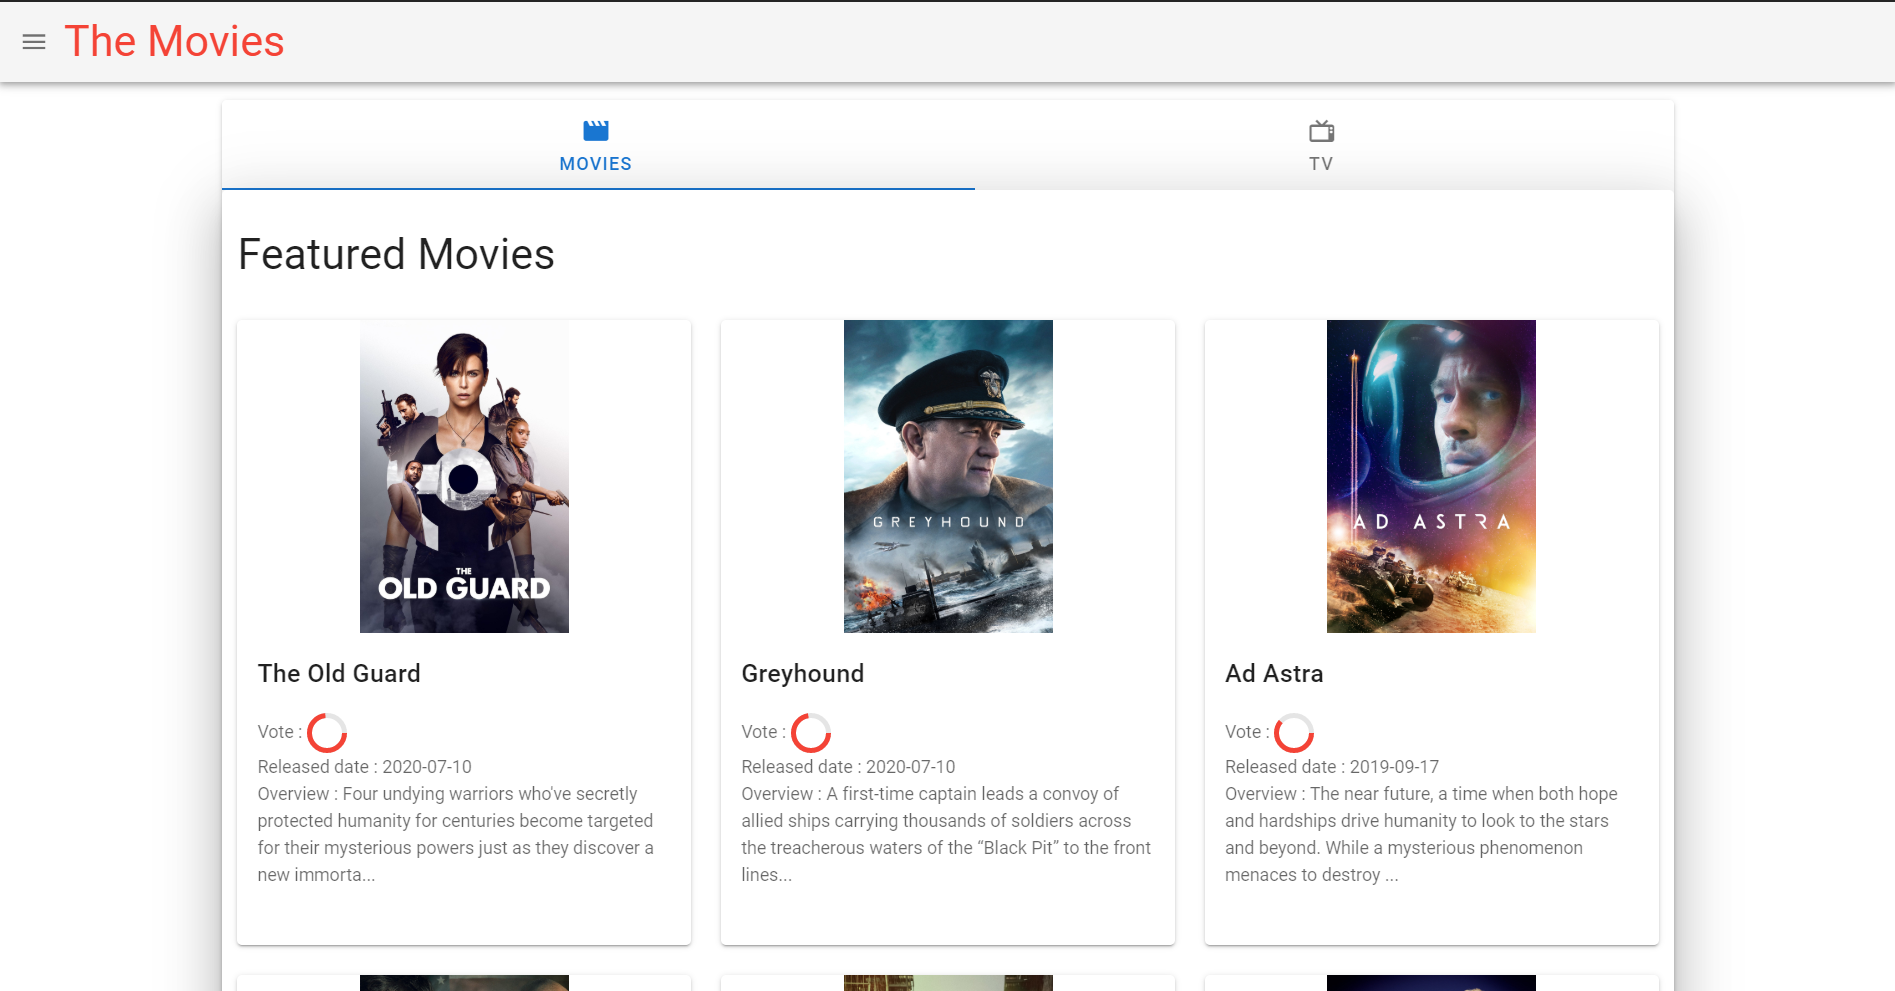 The Movies
MOVIES
TV
Featured Movies
THE
OLD GUARD
GREYHOUND
AD ASTRA
The Old Guard
Vote :
Released date : 2020-07-10
Overview : Four undying warriors who've secretly
protected humanity for centuries become targeted
for their mysterious powers just as they discover a
new immorta...
Greyhound
Vote :
Released date : 2020-07-10
Overview : A first-time captain leads a convoy of
allied ships carrying thousands of soldiers across
the treacherous waters of the “Black Pit” to the front
lines...
Ad Astra
Vote :
Released date : 2019-09-17
Overview : The near future, a time when both hope
and hardships drive humanity to look to the stars
and beyond. While a mysterious phenomenon
menaces to destroy ...